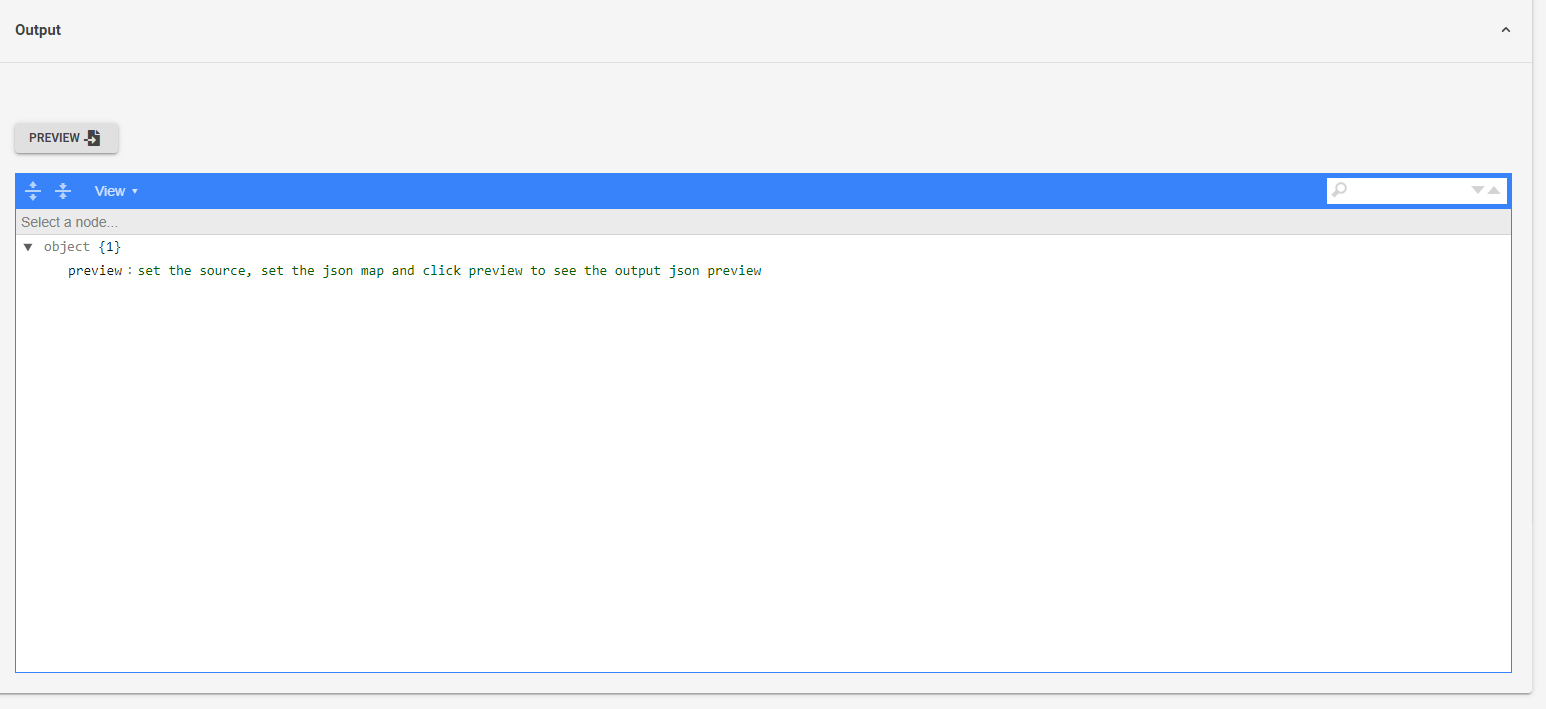 Output
PREVIEW
View
Select a node...
object {1}
preview : set the source, set the json map and click preview to see the output json preview